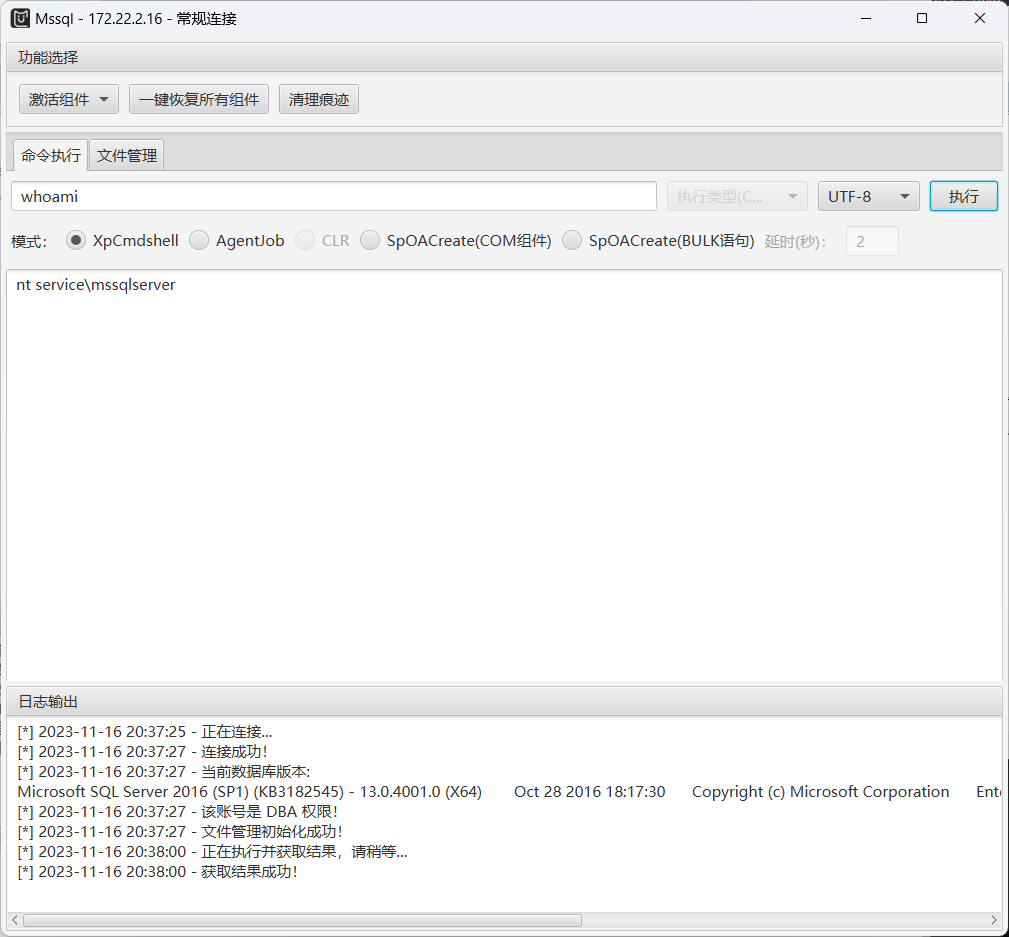 Mssql - 172.22.2.16 - 常规连接
功能选择
激活组件 一键恢复所有组件 清理痕迹
命令执行 文件管理
whoami 执行类型(C... UTF-8 执行
模式： XpCmdshell AgentJob CLR SpOACreate(COM组件) SpOACreate(BULK语句) 延时(秒)： 2
nt service\mssqlserver
日志输出
[*] 2023-11-16 20:37:25 - 正在连接...
[*] 2023-11-16 20:37:27 - 连接成功！
[*] 2023-11-16 20:37:27 - 当前数据库版本:
Microsoft SQL Server 2016 (SP1) (KB3182545) - 13.0.4001.0 (X64) Oct 28 2016 18:17:30 Copyright (c) Microsoft Corporation Ent
[*] 2023-11-16 20:37:27 - 该账号是 DBA 权限！
[*] 2023-11-16 20:37:27 - 文件管理初始化成功！
[*] 2023-11-16 20:38:00 - 正在执行并获取结果，请稍等...
[*] 2023-11-16 20:38:00 - 获取结果成功！